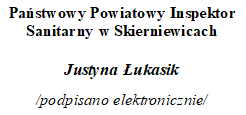 Państwowy Powiatowy Inspektor
Sanitarny w Skierniewicach
Justyna Łukasik
/podpisano elektronicznie/